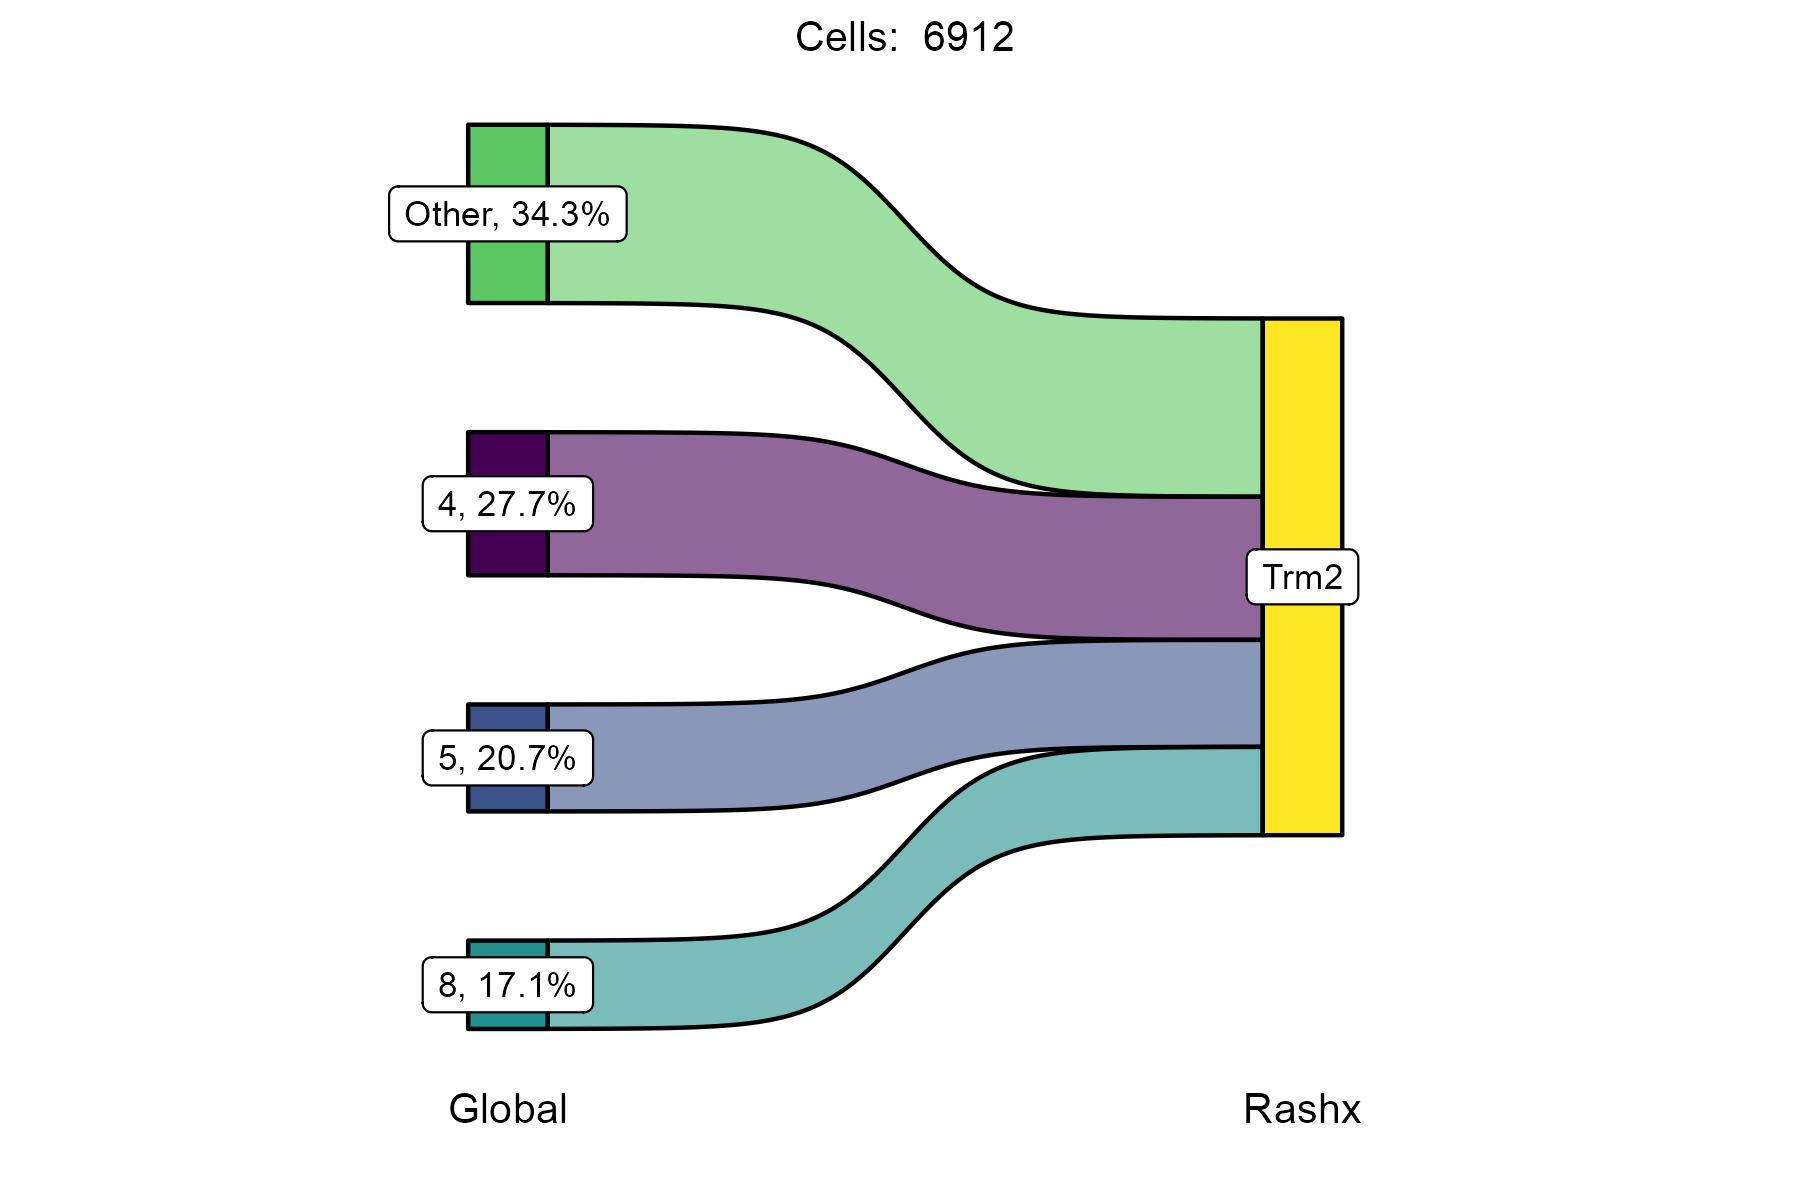 Cells:  6912
Other, 34.3%
4, 27.7%
Trm2
5, 20.7%
8, 17.1%
Global
Rashx